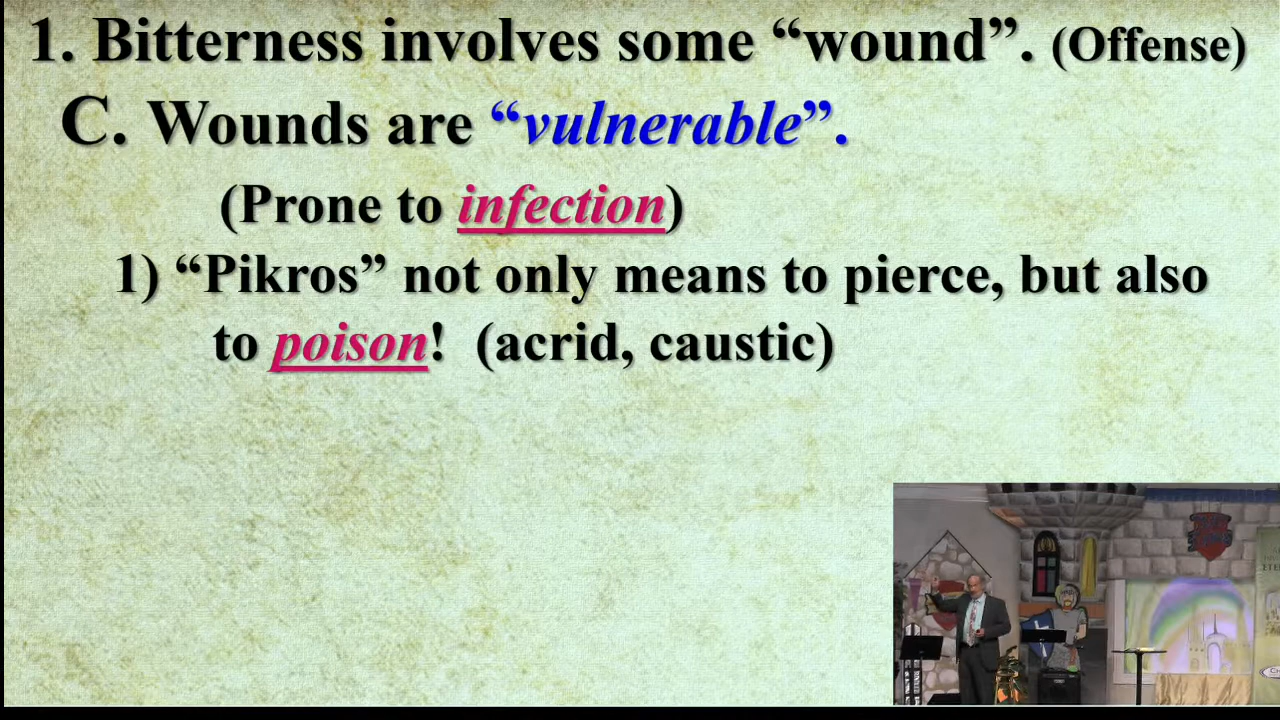 1. Bitterness involves some “wound”. (Offense)
C. Wounds are “vulnerable”.
(Prone to infection)
1) “Pikros” not only means to pierce, but also
to poison!  (acrid, caustic)